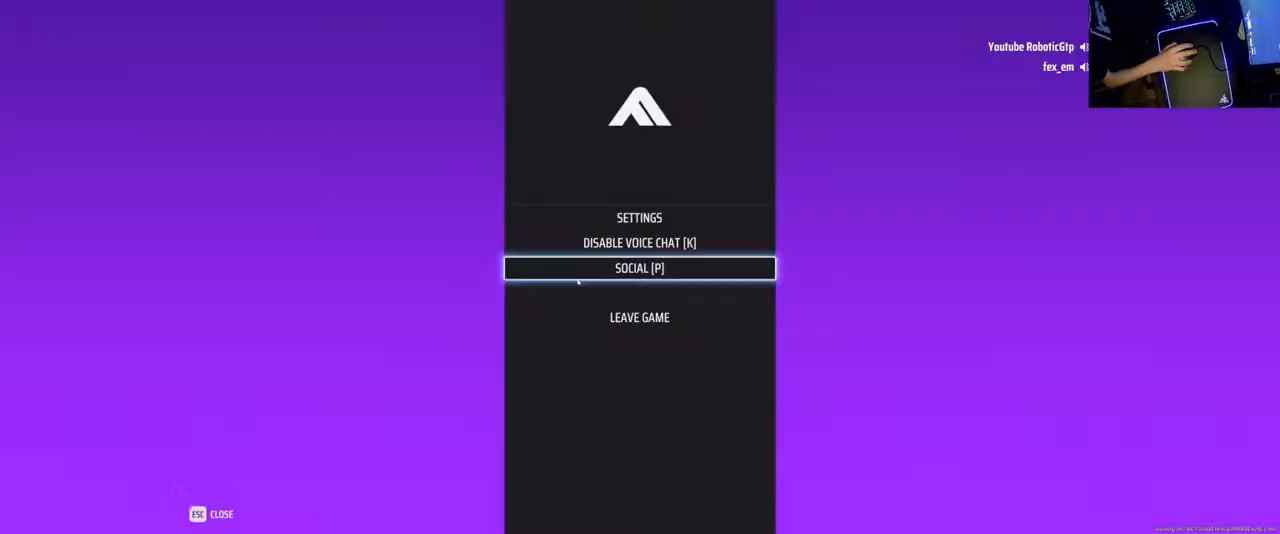 Youtube RoboticGtp
fex_em
SETTINGS
DISABLE VOICE CHAT [K]
SOCIAL [P]
LEAVE GAME
ESC CLOSE